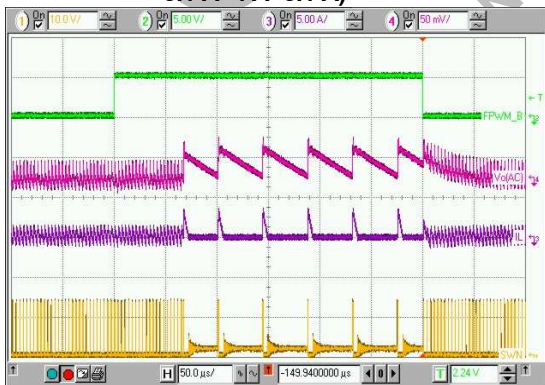 1 On 10.0 V/ 2 On 5.00 V/ 3 On 5.00 A/ 4 On 50 mV/
T
FPWM_B
Vo(AC)
IL
SWN
H 50.0 µs/ -149.9400000 µs 0 T 2.24 V